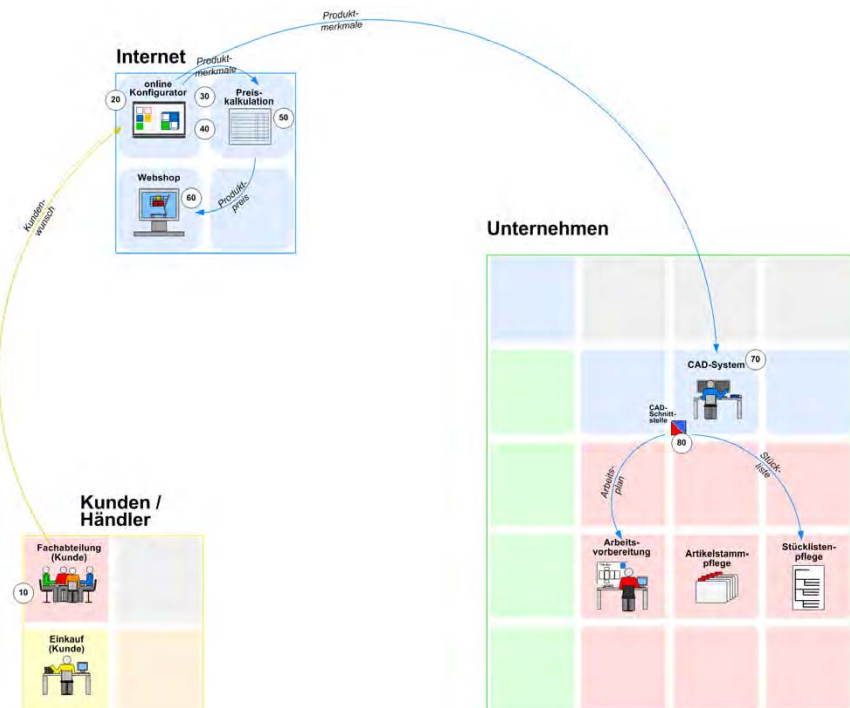 Produkt-
merkmale
Internet
Produkt-
merkmale
online
Konfigurator
20
30
40
Preis-
kalkulation
50
Webshop
60
Produkt-
preis
Kunden-
wunsch
Unternehmen
CAD-System
70
CAD-
Schnitt-
stelle
80
Arbeits-
plan
Stück-
liste
Kunden /
Händler
Fachabteilung
(Kunde)
10
Einkauf
(Kunde)
Arbeits-
vorbereitung
Artikelstamm-
pflege
Stücklisten-
pflege